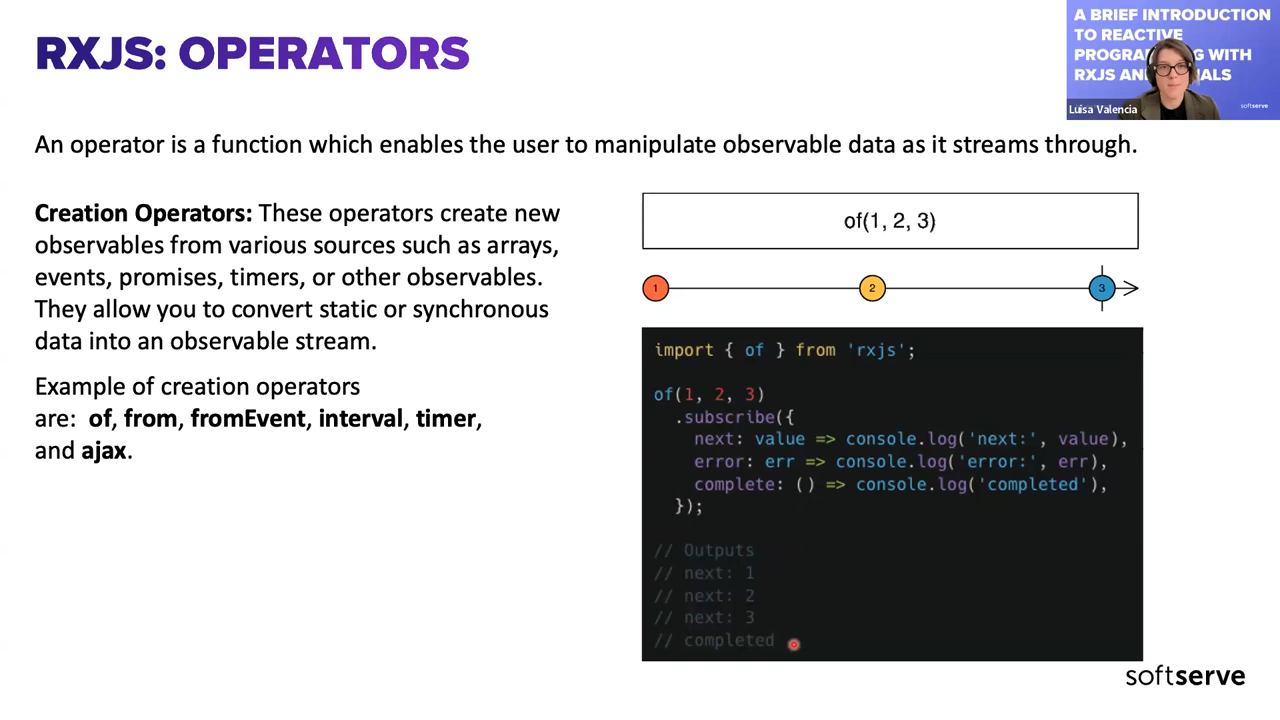 RXJS: OPERATORS
A BRIEF INTRODUCTION
TO REACTIVE
PROGRAMMING WITH
RXJS AND SIGNALS
Luisa Valencia
softserve
An operator is a function which enables the user to manipulate observable data as it streams through.
Creation Operators: These operators create new
observables from various sources such as arrays,
events, promises, timers, or other observables.
They allow you to convert static or synchronous
data into an observable stream.
Example of creation operators
are: of, from, fromEvent, interval, timer,
and ajax.
of(1, 2, 3)
1 2 3
import { of } from 'rxjs';
of(1, 2, 3)
.subscribe({
next: value => console.log('next:', value),
error: err => console.log('error:', err),
complete: () => console.log('completed'),
});
// Outputs
// next: 1
// next: 2
// next: 3
// completed
softserve